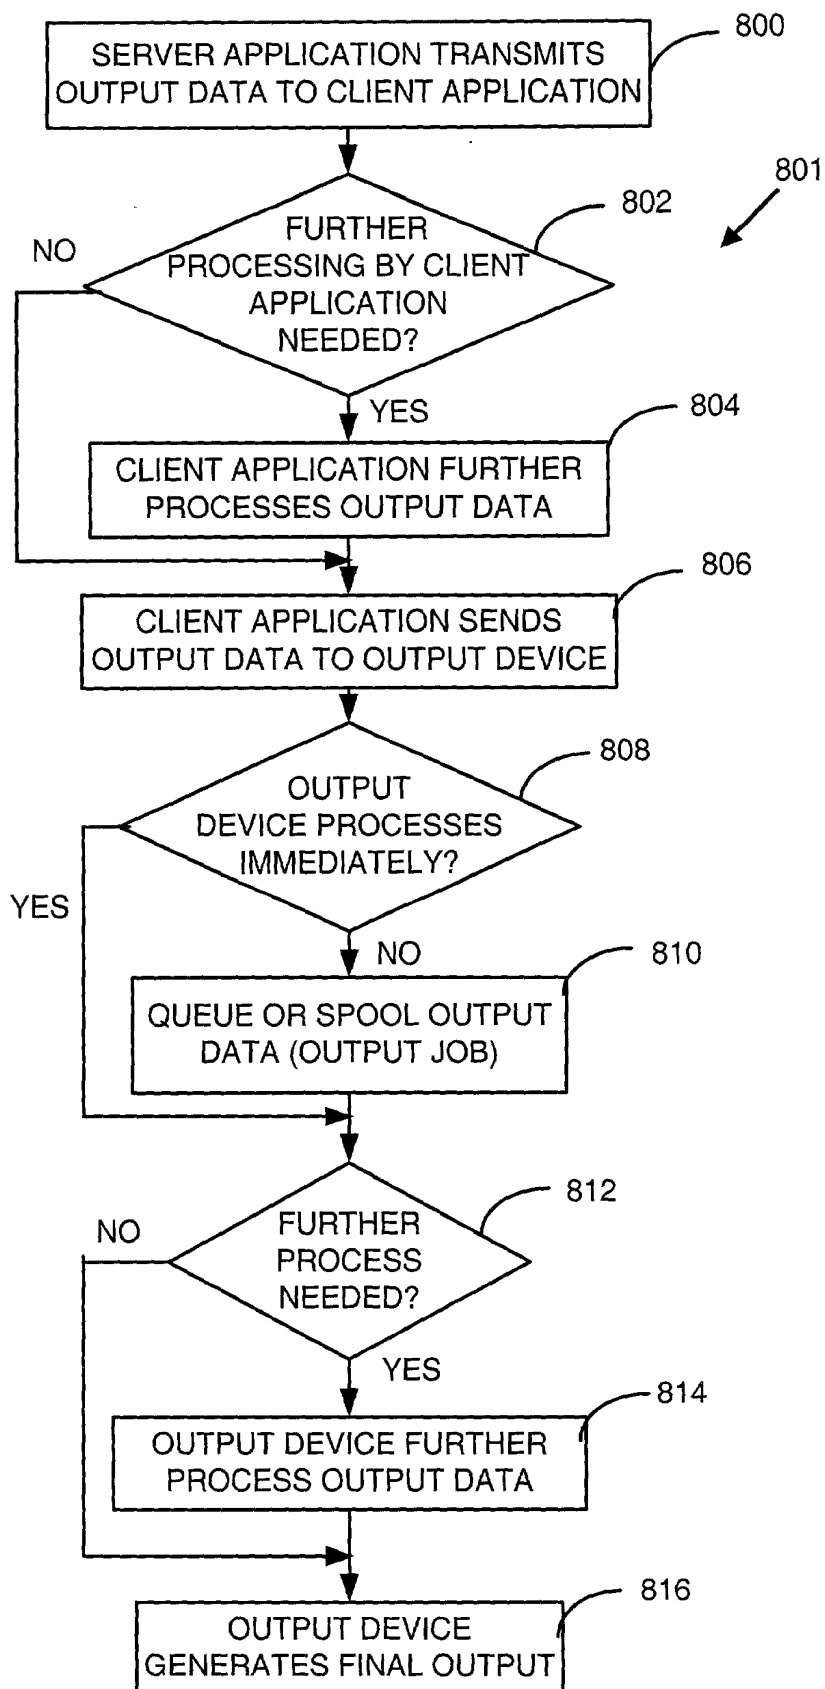 800
SERVER APPLICATION TRANSMITS
OUTPUT DATA TO CLIENT APPLICATION
801
802
FURTHER
PROCESSING BY CLIENT
APPLICATION
NEEDED?
NO
YES
804
CLIENT APPLICATION FURTHER
PROCESSES OUTPUT DATA
806
CLIENT APPLICATION SENDS
OUTPUT DATA TO OUTPUT DEVICE
808
OUTPUT
DEVICE PROCESSES
IMMEDIATELY?
YES
NO
810
QUEUE OR SPOOL OUTPUT
DATA (OUTPUT JOB)
812
FURTHER
PROCESS
NEEDED?
NO
YES
814
OUTPUT DEVICE FURTHER
PROCESS OUTPUT DATA
816
OUTPUT DEVICE
GENERATES FINAL OUTPUT